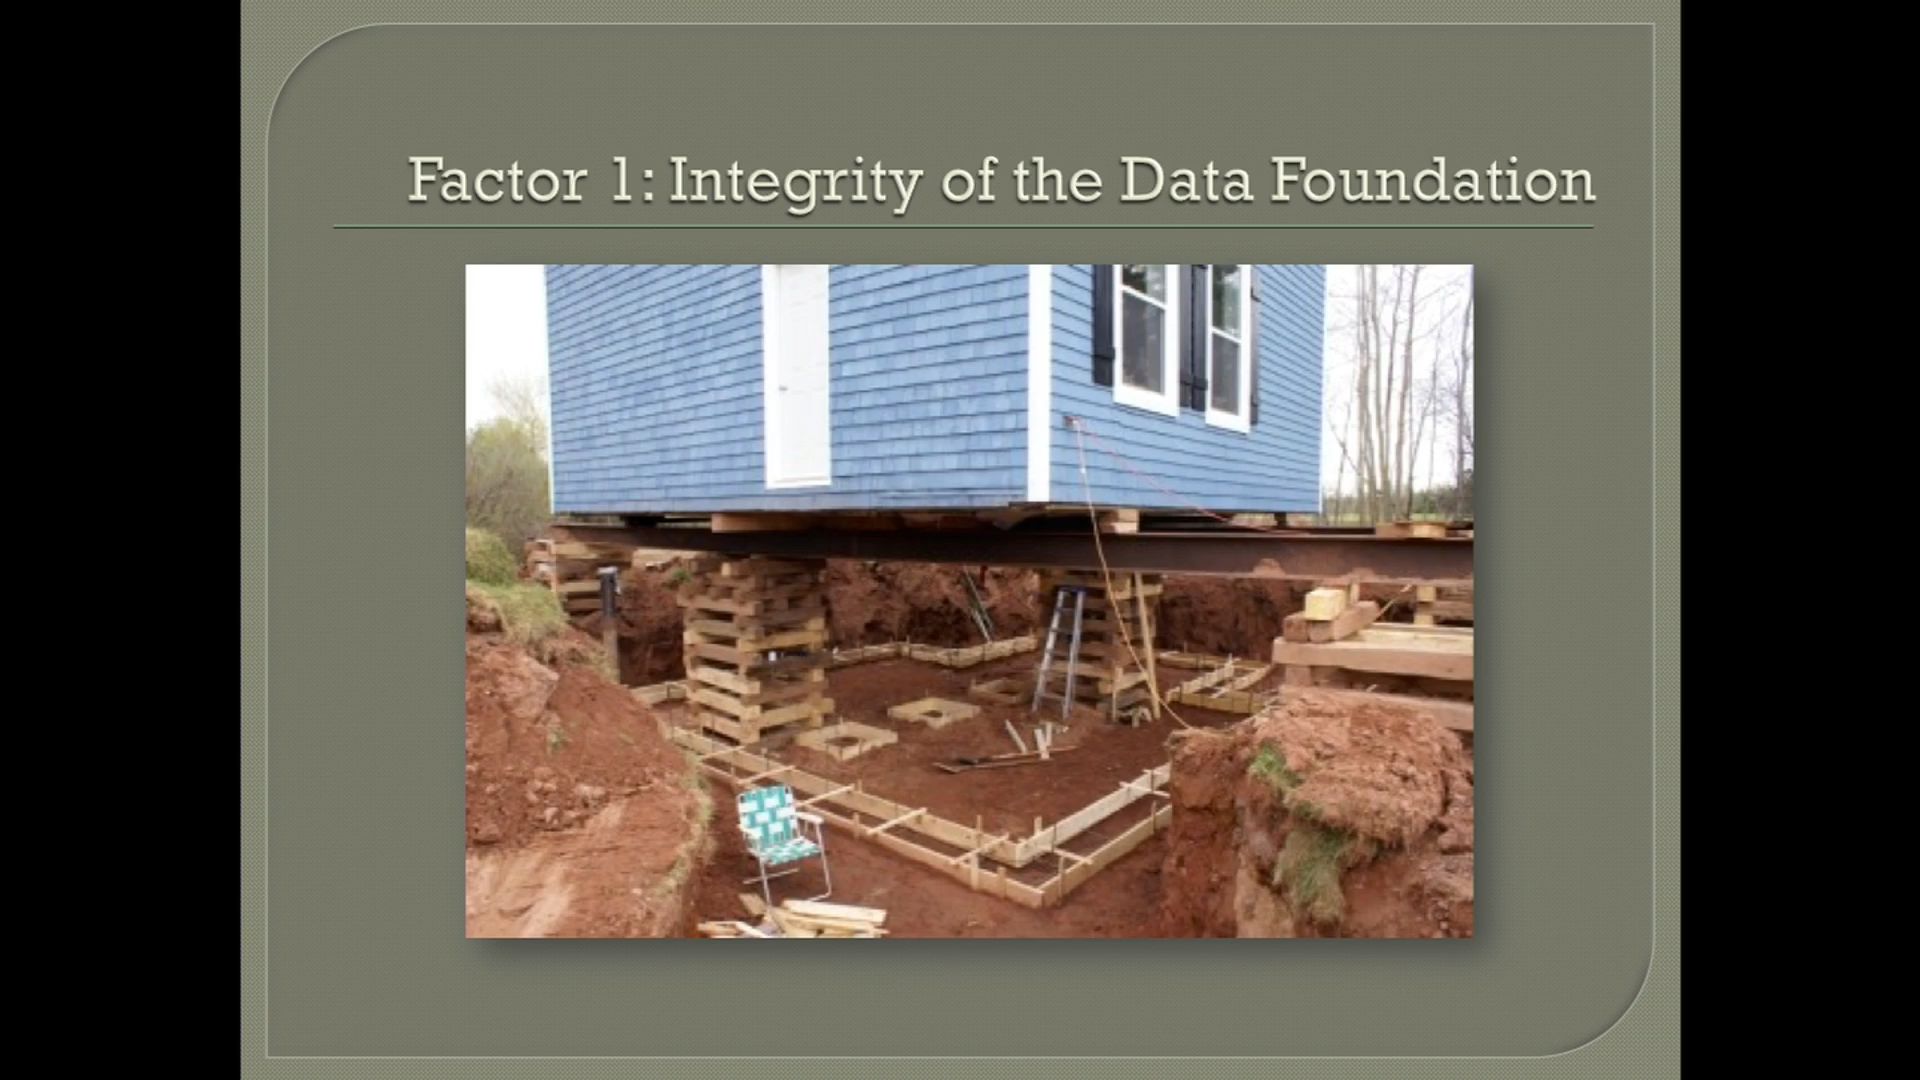 Factor 1: Integrity of the Data Foundation